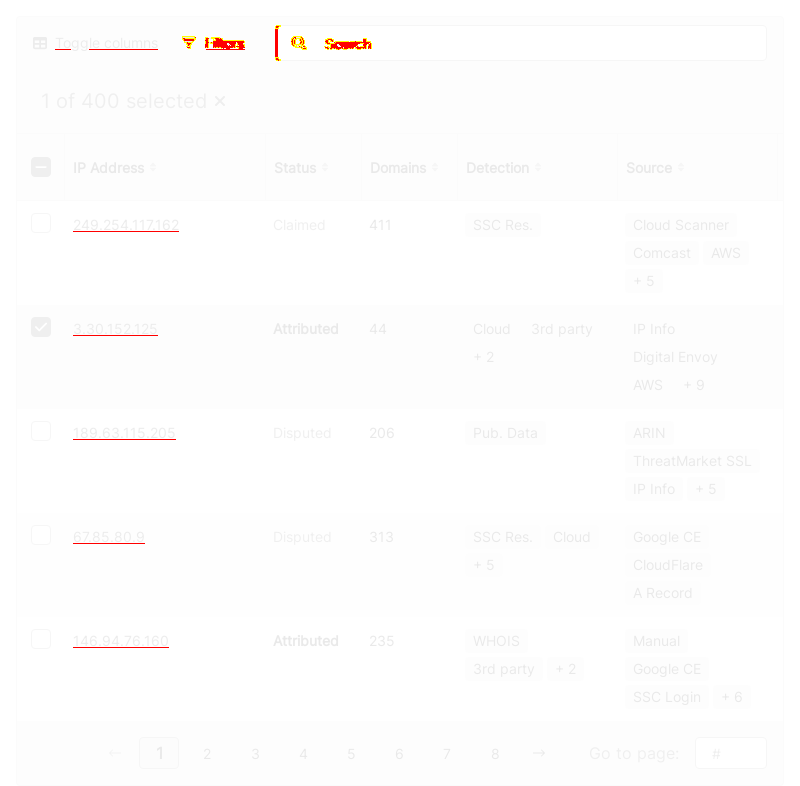 Toggle columns Filters Search
1 of 400 selected ×
IP Address Status Domains Detection Source
249.254.117.162 Claimed 411 SSC Res. Cloud Scanner
Comcast AWS
+ 5
3.30.152.125 Attributed 44 Cloud 3rd party IP Info
+ 2 Digital Envoy
AWS + 9
189.63.115.205 Disputed 206 Pub. Data ARIN
ThreatMarket SSL
IP Info + 5
67.85.80.9 Disputed 313 SSC Res. Cloud Google CE
+ 5 CloudFlare
A Record
146.94.76.160 Attributed 235 WHOIS Manual
3rd party + 2 Google CE
SSC Login + 6
← 1 2 3 4 5 6 7 8 → Go to page: #